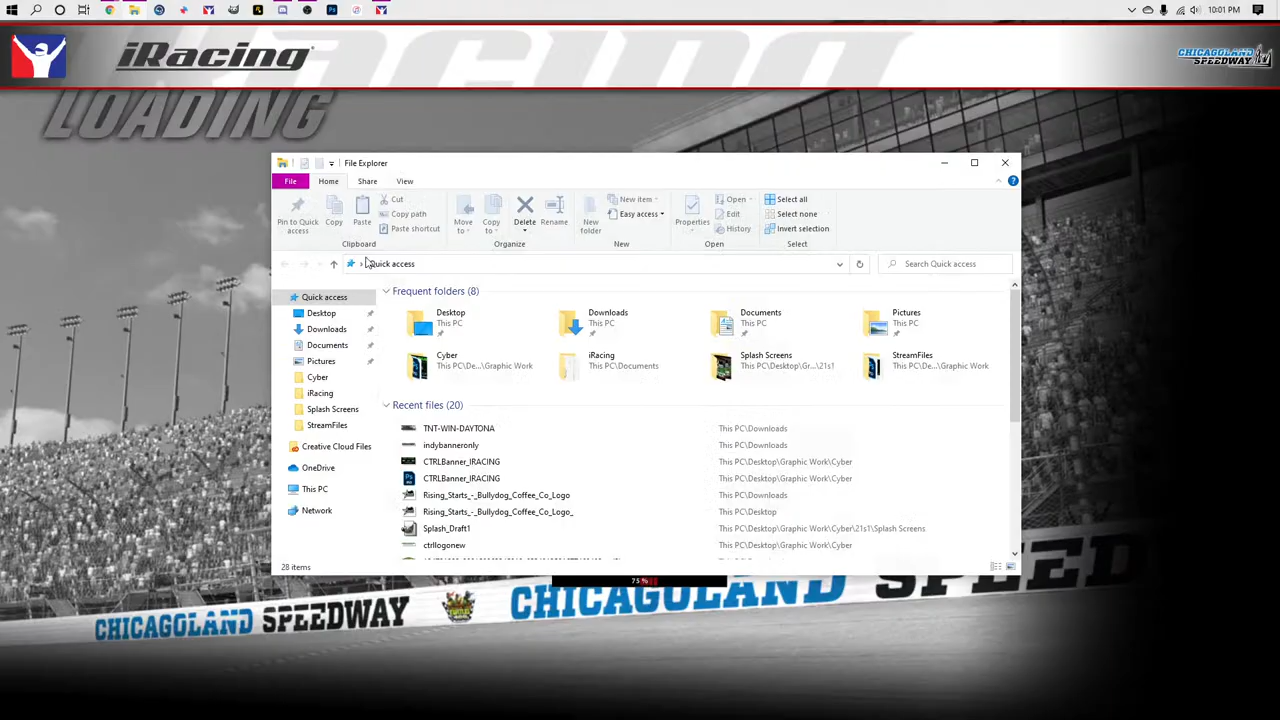 10:01 PM
iRacing
RACING
CHICAGOLAND
SPEEDWAY
LOADING
File Explorer
File Home Share View
Pin to Quick access
Copy
Paste
Cut
Copy path
Paste shortcut
Move to
Copy to
Delete
Rename
New folder
New item
Easy access
Properties
Open
Edit
History
Select all
Select none
Invert selection
Clipboard Organize New Open Select
Quick access
Search Quick access
Quick access
Desktop
Downloads
Documents
Pictures
Cyber
iRacing
Splash Screens
StreamFiles
Creative Cloud Files
OneDrive
This PC
Network
Frequent folders (8)
Desktop
This PC
Downloads
This PC
Documents
This PC
Pictures
This PC
Cyber
This PC\De...\Graphic Work
iRacing
This PC\Documents
Splash Screens
This PC\Desktop\Gr...\21s1
StreamFiles
This PC\De...\Graphic Work
Recent files (20)
TNT-WIN-DAYTONA This PC\Downloads
indybanneronly This PC\Downloads
CTRLBanner_IRACING This PC\Desktop\Graphic Work\Cyber
CTRLBanner_IRACING This PC\Desktop\Graphic Work\Cyber
Rising_Starts_-_Bullydog_Coffee_Co_Logo This PC\Downloads
Rising_Starts_-_Bullydog_Coffee_Co_Logo_ This PC\Desktop
Splash_Draft1 This PC\Desktop\Graphic Work\Cyber\21s1\Splash Screens
ctrllogonew This PC\Desktop\Graphic Work\Cyber
28 items
75 %
CHICAGOLAND SPEEDWAY
CHICAGOLAND SPEED